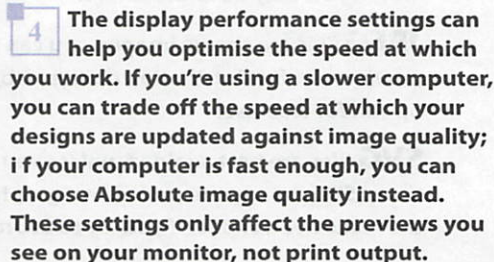 4 The display performance settings can
help you optimise the speed at which
you work. If you're using a slower computer,
you can trade off the speed at which your
designs are updated against image quality;
i f your computer is fast enough, you can
choose Absolute image quality instead.
These settings only affect the previews you
see on your monitor, not print output.